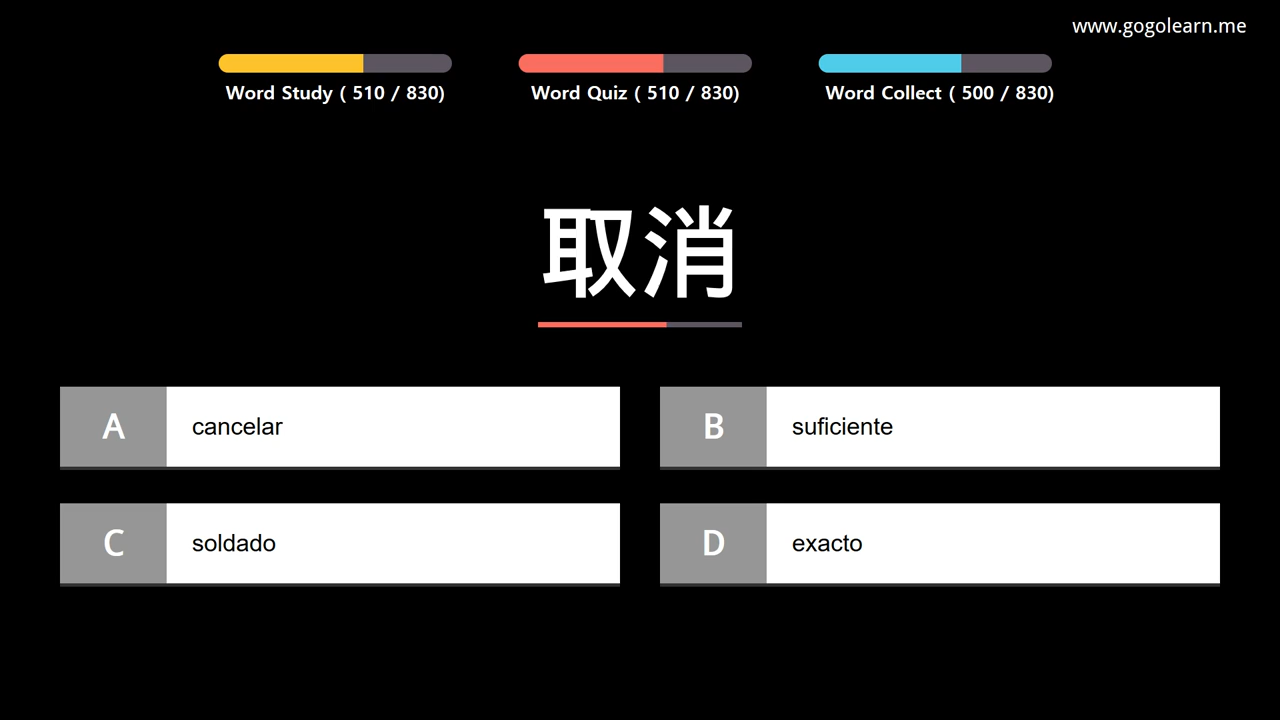 www.gogolearn.me
Word Study ( 510 / 830)
Word Quiz ( 510 / 830)
Word Collect ( 500 / 830)
取消
A cancelar
B suficiente
C soldado
D exacto